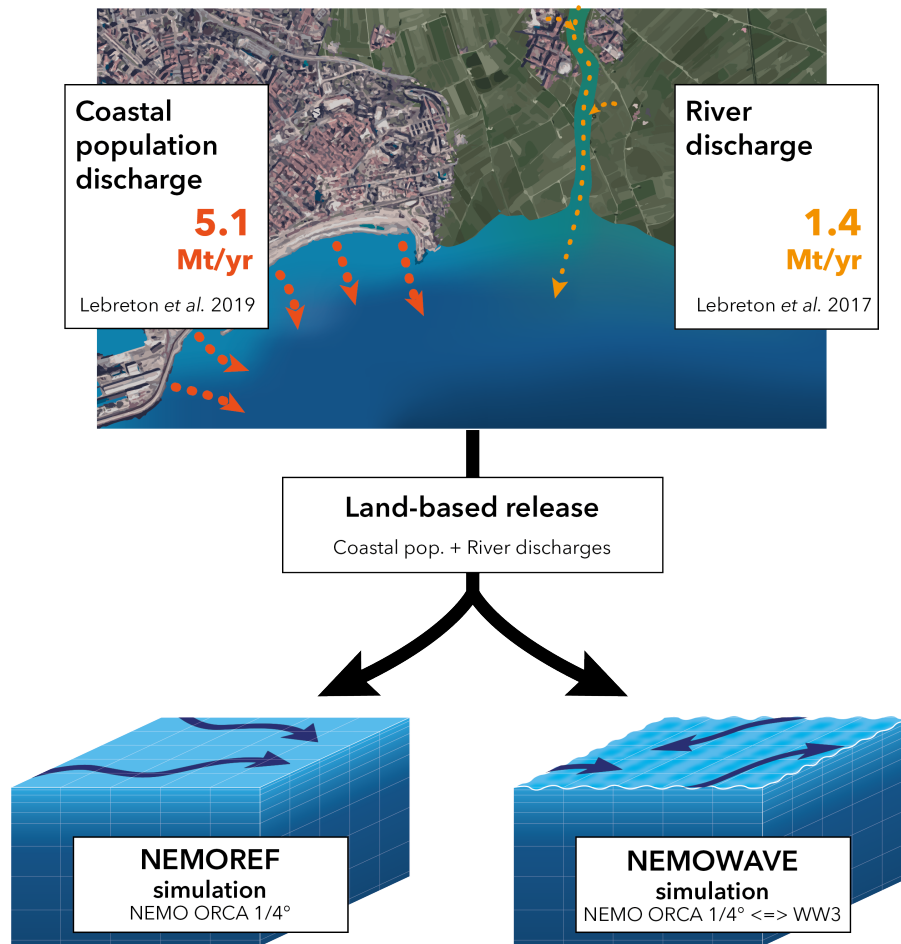 Coastal
population
discharge
5.1
Mt/yr
Lebreton et al. 2019
River
discharge
1.4
Mt/yr
Lebreton et al. 2017
Land-based release
Coastal pop. + River discharges
NEMOREF
simulation
NEMO ORCA 1/4°
NEMOWAVE
simulation
NEMO ORCA 1/4° <=> WW3